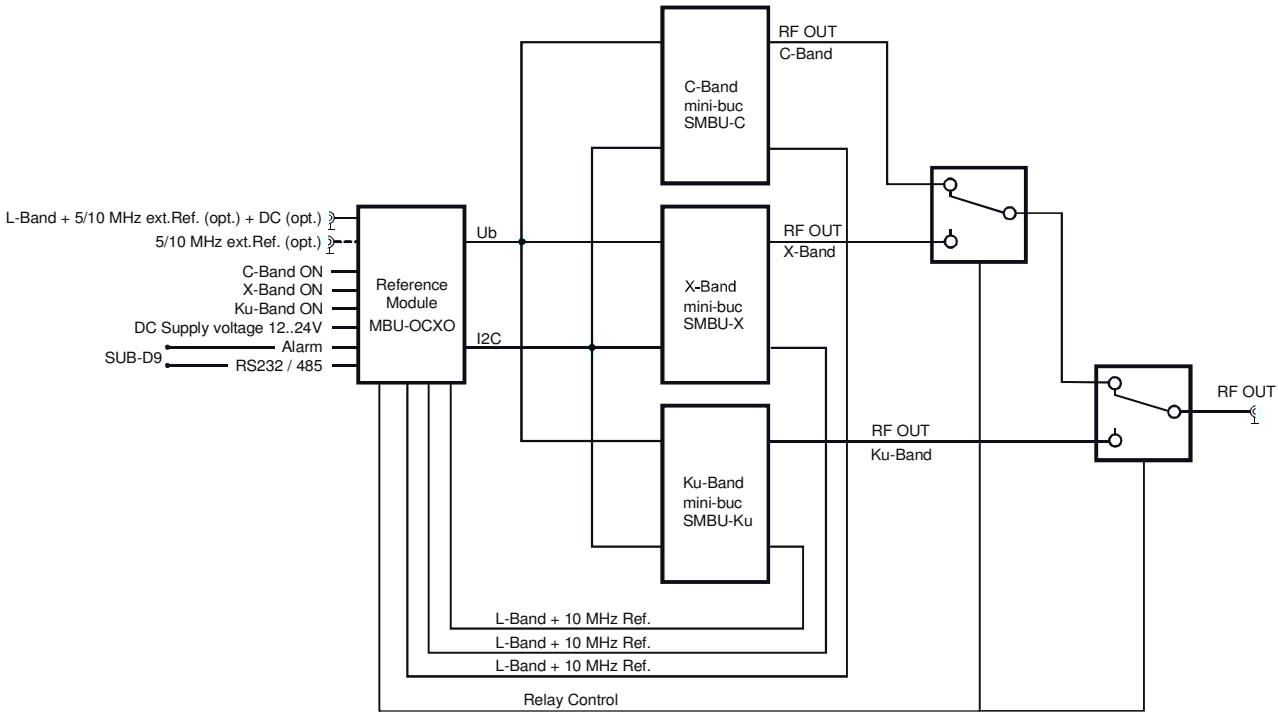 RF OUT
C-Band
C-Band
mini-buc
SMBU-C
L-Band + 5/10 MHz ext.Ref. (opt.) + DC (opt.)
5/10 MHz ext.Ref. (opt.)
C-Band ON
X-Band ON
Ku-Band ON
DC Supply voltage 12..24V
Alarm
SUB-D9
RS232 / 485
Reference
Module
MBU-OCXO
Ub
I2C
X-Band
mini-buc
SMBU-X
RF OUT
X-Band
Ku-Band
mini-buc
SMBU-Ku
RF OUT
Ku-Band
RF OUT
L-Band + 10 MHz Ref.
L-Band + 10 MHz Ref.
L-Band + 10 MHz Ref.
Relay Control